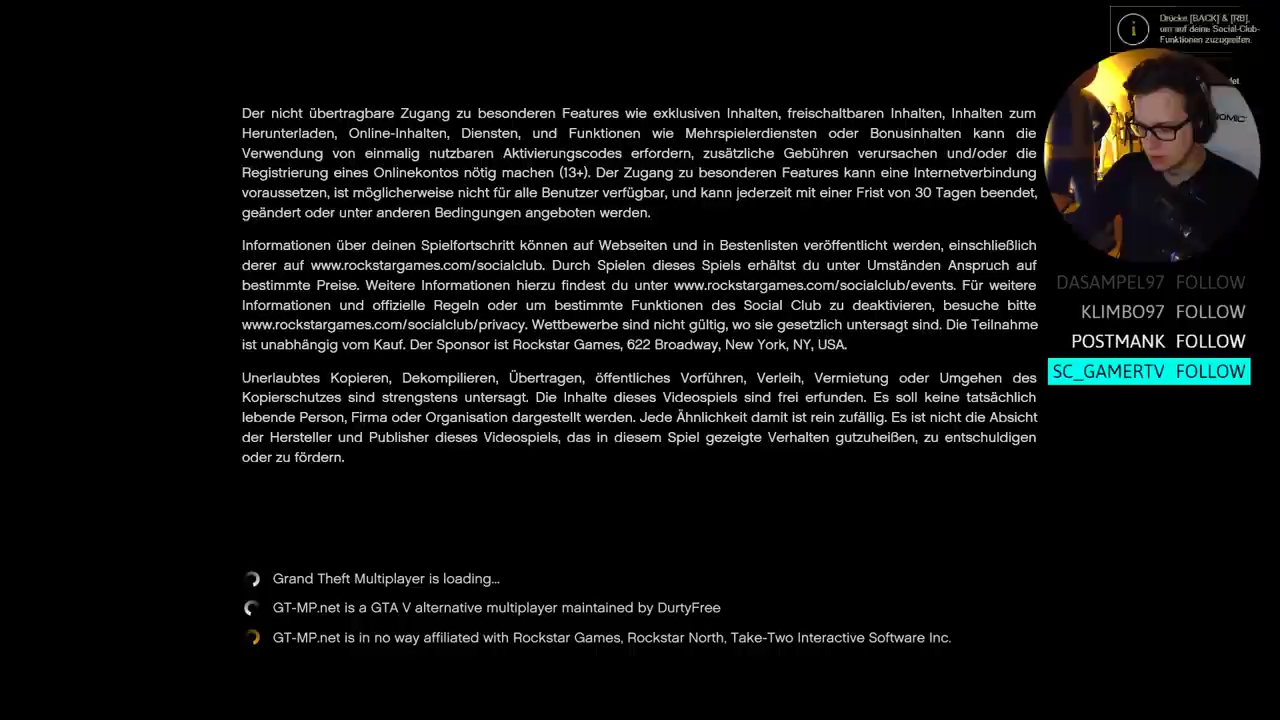 Drücke [BACK] & [RB],
um auf deine Social-Club-
Funktionen zuzugreifen.
Der nicht übertragbare Zugang zu besonderen Features wie exklusiven Inhalten, freischaltbaren Inhalten, Inhalten zum
Herunterladen, Online-Inhalten, Diensten, und Funktionen wie Mehrspielerdiensten oder Bonusinhalten kann die
Verwendung von einmalig nutzbaren Aktivierungscodes erfordern, zusätzliche Gebühren verursachen und/oder die
Registrierung eines Onlinekontos nötig machen (13+). Der Zugang zu besonderen Features kann eine Internetverbindung
voraussetzen, ist möglicherweise nicht für alle Benutzer verfügbar, und kann jederzeit mit einer Frist von 30 Tagen beendet,
geändert oder unter anderen Bedingungen angeboten werden.
Informationen über deinen Spielfortschritt können auf Webseiten und in Bestenlisten veröffentlicht werden, einschließlich
derer auf www.rockstargames.com/socialclub. Durch Spielen dieses Spiels erhältst du unter Umständen Anspruch auf
bestimmte Preise. Weitere Informationen hierzu findest du unter www.rockstargames.com/socialclub/events. Für weitere
Informationen und offizielle Regeln oder um bestimmte Funktionen des Social Club zu deaktivieren, besuche bitte
www.rockstargames.com/socialclub/privacy. Wettbewerbe sind nicht gültig, wo sie gesetzlich untersagt sind. Die Teilnahme
ist unabhängig vom Kauf. Der Sponsor ist Rockstar Games, 622 Broadway, New York, NY, USA.
Unerlaubtes Kopieren, Dekompilieren, Übertragen, öffentliches Vorführen, Verleih, Vermietung oder Umgehen des
Kopierschutzes sind strengstens untersagt. Die Inhalte dieses Videospiels sind frei erfunden. Es soll keine tatsächlich
lebende Person, Firma oder Organisation dargestellt werden. Jede Ähnlichkeit damit ist rein zufällig. Es ist nicht die Absicht
der Hersteller und Publisher dieses Videospiels, das in diesem Spiel gezeigte Verhalten gutzuheißen, zu entschuldigen
oder zu fördern.
DASAMPEL97 FOLLOW
KLIMBO97 FOLLOW
POSTMANK FOLLOW
SC_GAMERTV FOLLOW
Grand Theft Multiplayer is loading...
GT-MP.net is a GTA V alternative multiplayer maintained by DurtyFree
GT-MP.net is in no way affiliated with Rockstar Games, Rockstar North, Take-Two Interactive Software Inc.